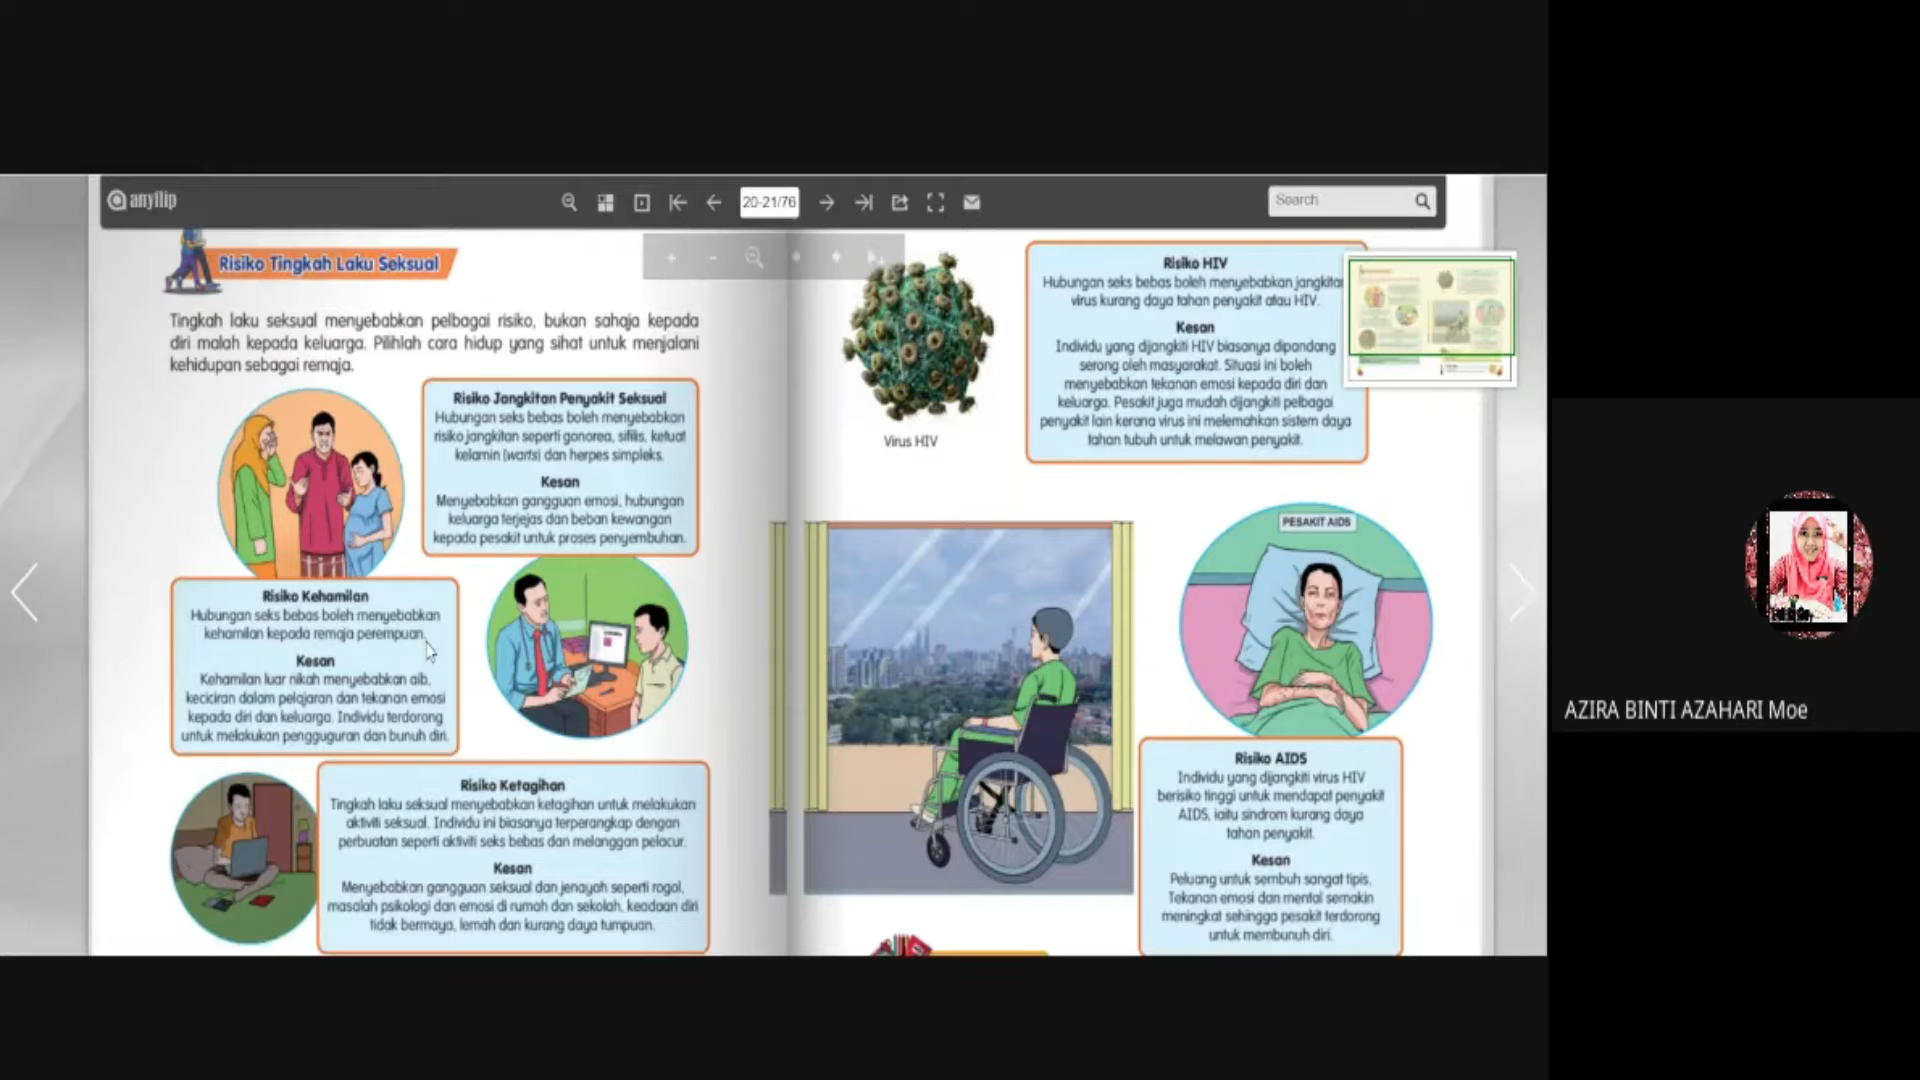 anyflip
20-21/76
Search
Risiko Tingkah Laku Seksual
Tingkah laku seksual menyebabkan pelbagai risiko, bukan sahaja kepada
diri malah kepada keluarga. Pilihlah cara hidup yang sihat untuk menjalani
kehidupan sebagai remaja.
Risiko Jangkitan Penyakit Seksual
Hubungan seks bebas boleh menyebabkan
risiko jangkitan seperti gonorea, sifilis, ketuat
kelamin (warts) dan herpes simpleks.
Kesan
Menyebabkan gangguan emosi, hubungan
keluarga terjejas dan beban kewangan
kepada pesakit untuk proses penyembuhan.
Risiko Kehamilan
Hubungan seks bebas boleh menyebabkan
kehamilan kepada remaja perempuan.
Kesan
Kehamilan luar nikah menyebabkan aib,
keciciran dalam pelajaran dan tekanan emosi
kepada diri dan keluarga. Individu terdorong
untuk melakukan pengguguran dan bunuh diri.
Risiko Ketagihan
Tingkah laku seksual menyebabkan ketagihan untuk melakukan
aktiviti seksual. Individu ini biasanya terperangkap dengan
perbuatan seperti aktiviti seks bebas dan melanggan pelacur.
Kesan
Menyebabkan gangguan seksual dan jenayah seperti rogol,
masalah psikologi dan emosi di rumah dan sekolah, keadaan diri
tidak bermaya, lemah dan kurang daya tumpuan.
Virus HIV
Risiko HIV
Hubungan seks bebas boleh menyebabkan jangkitan
virus kurang daya tahan penyakit atau HIV.
Kesan
Individu yang dijangkiti HIV biasanya dipandang
serong oleh masyarakat. Situasi ini boleh
menyebabkan tekanan emosi kepada diri dan
keluarga. Pesakit juga mudah dijangkiti pelbagai
penyakit lain kerana virus ini melemahkan sistem daya
tahan tubuh untuk melawan penyakit.
PESAKIT AIDS
Risiko AIDS
Individu yang dijangkiti virus HIV
berisiko tinggi untuk mendapat penyakit
AIDS, iaitu sindrom kurang daya
tahan penyakit.
Kesan
Peluang untuk sembuh sangat tipis.
Tekanan emosi dan mental semakin
meningkat sehingga pesakit terdorong
untuk membunuh diri.
AZIRA BINTI AZAHARI Moe